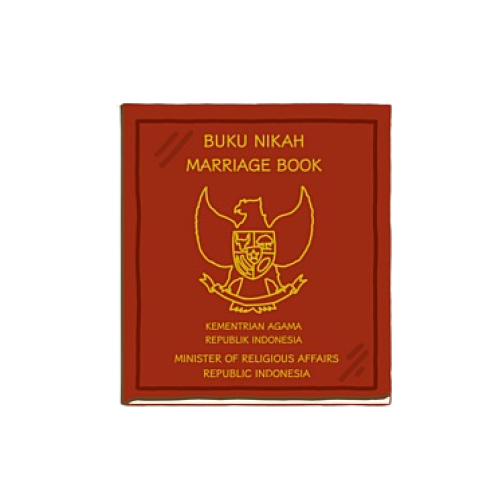 BUKU NIKAH
MARRIAGE BOOK
KEMENTRIAN AGAMA
REPUBLIK INDONESIA
MINISTER OF RELIGIOUS AFFAIRS
REPUBLIC INDONESIA